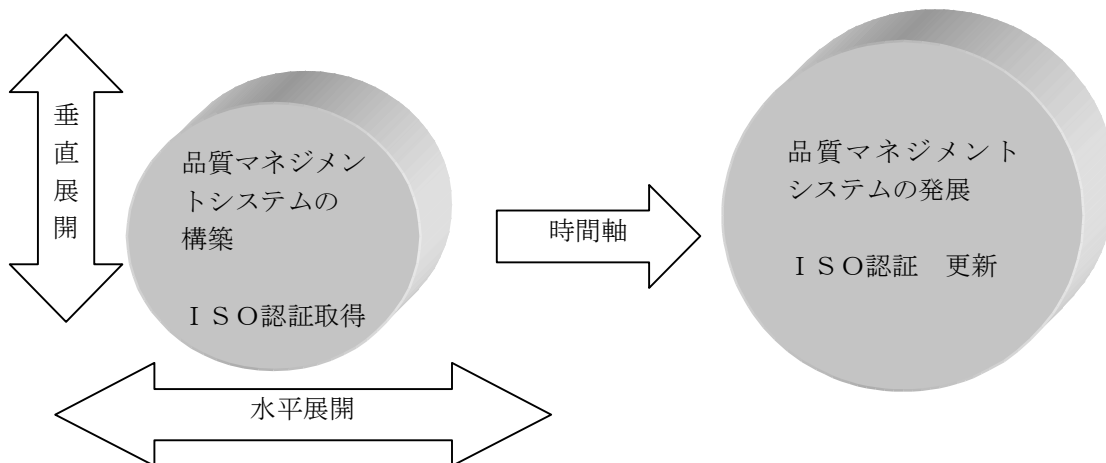 垂直展開
品質マネジメン
トシステムの
構築
ＩＳＯ認証取得
水平展開
時間軸
品質マネジメント
システムの発展
ＩＳＯ認証　更新